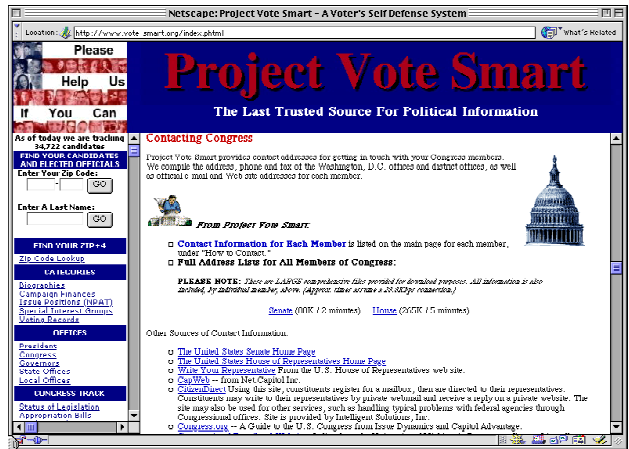 Netscape: Project Vote Smart - A Voter's Self Defense System
Location: http://www.vote-smart.org/index.phtml
What's Related
Please
Help Us
If You Can
As of today we are tracking
34,722 candidates
FIND YOUR CANDIDATES
AND ELECTED OFFICIALS
Enter Your Zip Code:
- GO
Enter A Last Name:
GO
FIND YOUR ZIP+4
Zip Code Lookup
CATEGORIES
Biographies
Campaign Finances
Issue Positions (NPAT)
Special Interest Groups
Voting Records
OFFICES
President
Congress
Governors
State Offices
Local Offices
CONGRESS TRACK
Status of Legislation
Appropriation Bills
Project Vote Smart
The Last Trusted Source For Political Information
Contacting Congress
Project Vote Smart provides contact addresses for getting in touch with your Congress members.
We compile the address, phone and fax of the Washington, D.C. offices and district offices, as well
as official e-mail and Web site addresses for each member.
From Project Vote Smart:
Contact Information for Each Member is listed on the main page for each member,
under "How to Contact."
Full Address Lists for All Members of Congress:
PLEASE NOTE: These are LARGE comprehensive files provided for download purposes. All information is also
included, by individual member, above. (Approx. times assume a 28.8Kbps connection.)
Senate (80K / 2 minutes) House (265K / 5 minutes)
Other Sources of Contact Information:
The United States Senate Home Page
The United States House of Representatives Home Page
Write Your Representative From the U.S. House of Representatives web site.
CapWeb -- from Net.Capitol Inc.
CitizenDirect Using this site, constituents register for a mailbox, then are directed to their representatives.
Constituents may write to their representatives by private webmail and receive a reply on a private website. The
site may also be used for other services, such as handling typical problems with federal agencies through
Congressional offices. Site is provided by Intelligent Solutions, Inc.
Congress.org -- A Guide to the U.S. Congress from Issue Dynamics and Capitol Advantage.